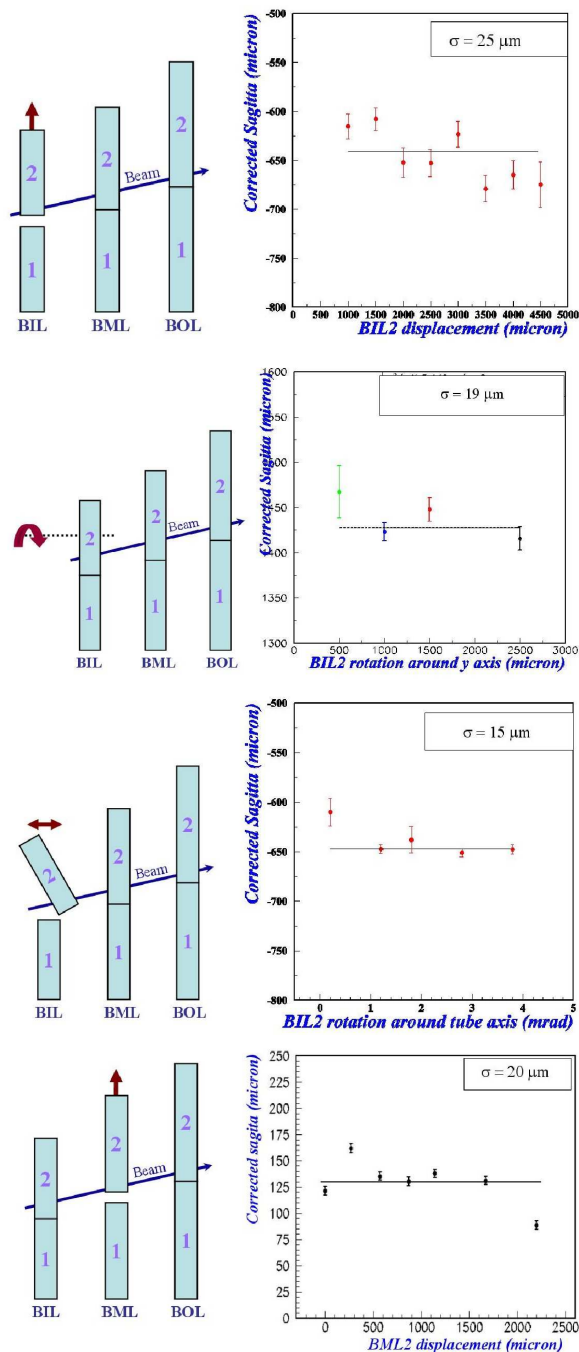 2
2
2
Beam
1
1
1
BIL
BML
BOL
Corrected Sagitta (micron)
-500
-550
-600
-650
-700
-750
-800
σ = 25 μm
0 500 1000 1500 2000 2500 3000 3500 4000 4500 5000
BIL2 displacement (micron)
2
2
2
Beam
1
1
1
BIL
BML
BOL
Corrected Sagitta (micron)
1600
1400
1350
1300
σ = 19 μm
0 500 1000 1500 2000 2500 3000
BIL2 rotation around y axis (micron)
2
2
2
Beam
1
1
1
BIL
BML
BOL
Corrected Sagitta (micron)
-500
-550
-600
-650
-700
-750
-800
σ = 15 μm
0 1 2 3 4 5
BIL2 rotation around tube axis (mrad)
2
2
2
Beam
1
1
1
BIL
BML
BOL
Corrected sagita (micron)
250
225
200
175
150
125
100
75
50
25
0
σ = 20 μm
0 500 1000 1500 2000 2500
BML2 displacement (micron)